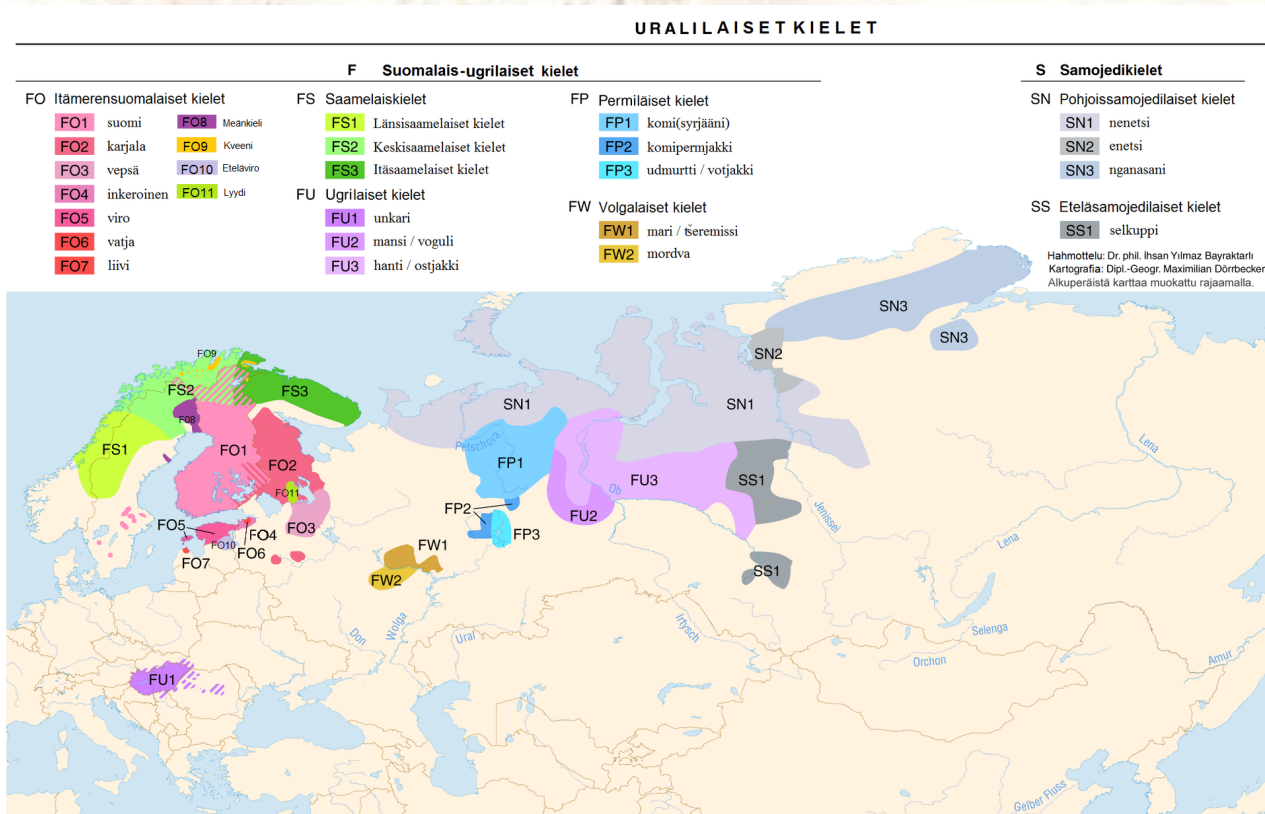 URALILAISET KIELET
F Suomalais-ugrilaiset kielet
FO Itämerensuomalaiset kielet
FO1 suomi
FO2 karjala
FO3 vepsä
FO4 inkeroinen
FO5 viro
FO6 vatja
FO7 liivi
FO8 Meänkieli
FO9 Kveeni
FO10 Eteläviro
FO11 Lyydi
FS Saamelaiskielet
FS1 Länsisaamelaiset kielet
FS2 Keskisaamelaiset kielet
FS3 Itäsaamelaiset kielet
FU Ugrilaiset kielet
FU1 unkari
FU2 mansi / voguli
FU3 hanti / ostjakki
FP Permiläiset kielet
FP1 komi(syrjääni)
FP2 komipermjakki
FP3 udmurtti / votjakki
FW Volgalaiset kielet
FW1 mari / tšeremissi
FW2 mordva
S Samojedikielet
SN Pohjoissamojedilaiset kielet
SN1 nenetsi
SN2 enetsi
SN3 nganasani
SS Eteläsamojedilaiset kielet
SS1 selkuppi
Hahmottelu: Dr. phil. İhsan Yılmaz Bayraktarlı
Kartografia: Dipl.-Geogr. Maximilian Dörrbecker
Alkuperäistä karttaa muokattu rajaamalla.
SN3
SN3
SN2
FO9
FS2
FS3
SN1
SN1
FO8
FS1
FO1
Petschora
Lena
FP1
FO2
FU3
SS1
Ob
FO11
FP2
FU2
Jenissei
FO5
FO3
FO4
FP3
FO10
FO6
FW1
Lena
FO7
SS1
FW2
Don
Wolga
Ural
Irtysch
Selenga
Orchon
Amur
FU1
Gelber Fluss